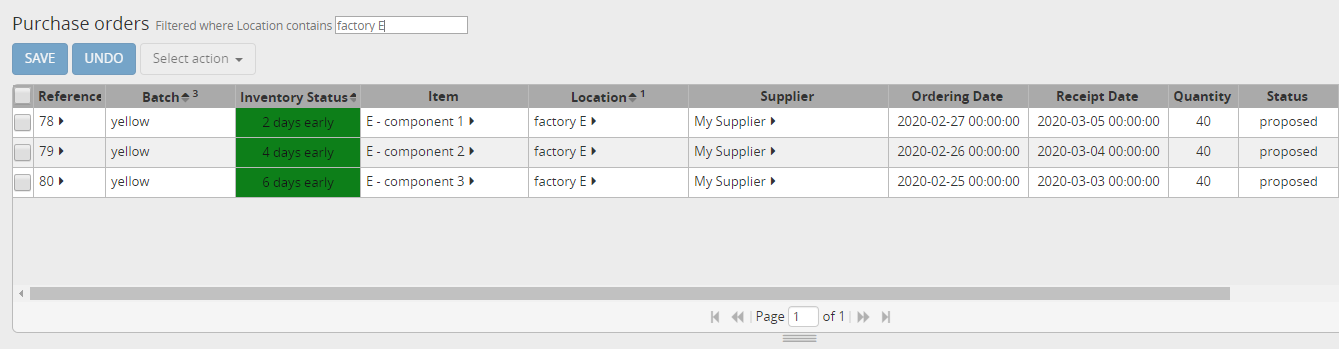 Purchase orders Filtered where Location contains factory E
SAVE UNDO Select action
Reference Batch 3 Inventory Status Item Location 1 Supplier Ordering Date Receipt Date Quantity Status
78 yellow 2 days early E - component 1 factory E My Supplier 2020-02-27 00:00:00 2020-03-05 00:00:00 40 proposed
79 yellow 4 days early E - component 2 factory E My Supplier 2020-02-26 00:00:00 2020-03-04 00:00:00 40 proposed
80 yellow 6 days early E - component 3 factory E My Supplier 2020-02-25 00:00:00 2020-03-03 00:00:00 40 proposed
Page 1 of 1